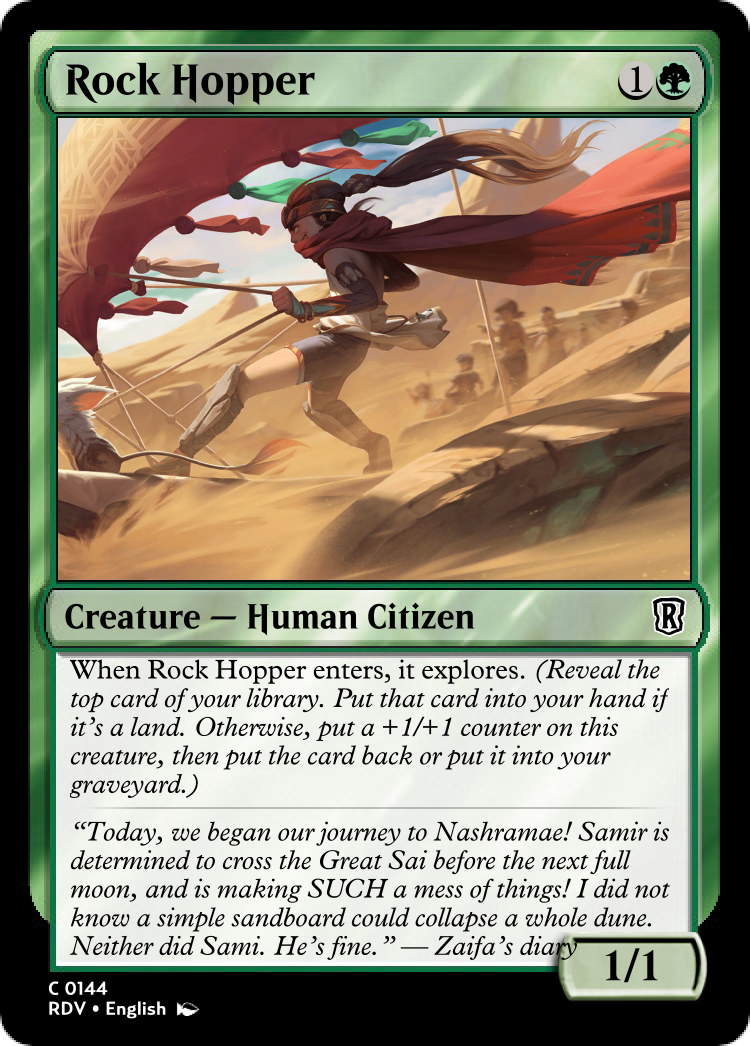 Rock Hopper
1
Creature — Human Citizen
R
When Rock Hopper enters, it explores. (Reveal the
top card of your library. Put that card into your hand if
it's a land. Otherwise, put a +1/+1 counter on this
creature, then put the card back or put it into your
graveyard.)
“Today, we began our journey to Nashramae! Samir is
determined to cross the Great Sai before the next full
moon, and is making SUCH a mess of things! I did not
know a simple sandboard could collapse a whole dune.
Neither did Sami. He's fine.” — Zaifa's diary
1/1
C 0144
RDV • English